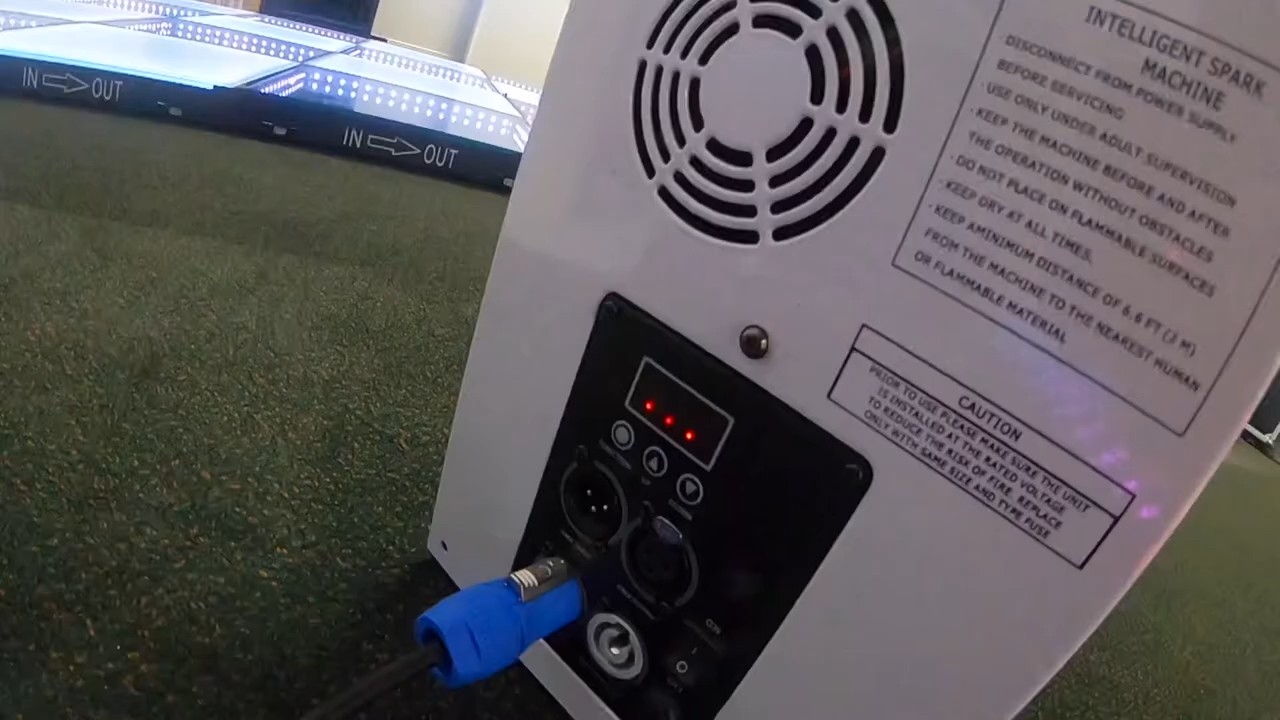 IN OUT
IN OUT
INTELLIGENT SPARK
MACHINE
· DISCONNECT FROM POWER SUPPLY
BEFORE SERVICING
· USE ONLY UNDER ADULT SUPERVISION
· KEEP THE MACHINE BEFORE AND AFTER
THE OPERATION WITHOUT OBSTACLES
· DO NOT PLACE ON FLAMMABLE SURFACES
· KEEP DRY AT ALL TIMES.
· KEEP AMINIMUM DISTANCE OF 6.6 FT (2 M)
FROM THE MACHINE TO THE NEAREST HUMAN
OR FLAMMABLE MATERIAL
CAUTION
PRIOR TO USE PLEASE MAKE SURE THE UNIT
IS INSTALLED AT THE RATED VOLTAGE
TO REDUCE THE RISK OF FIRE. REPLACE
ONLY WITH SAME SIZE AND TYPE FUSE